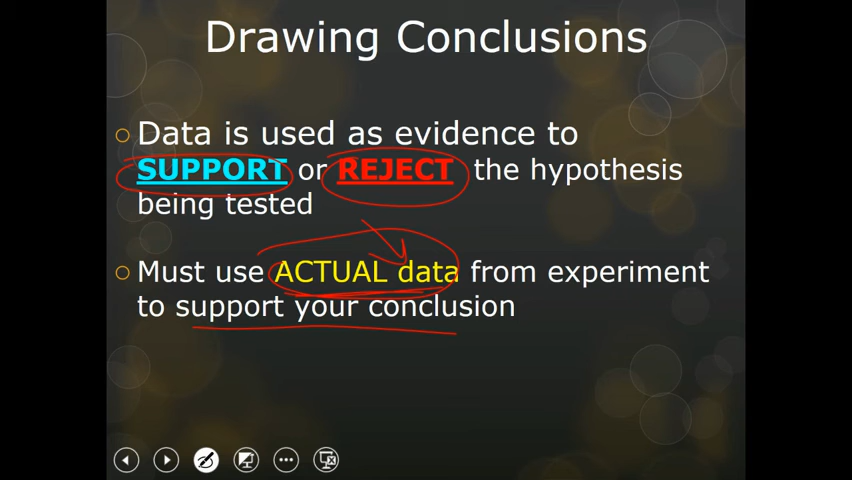 Drawing Conclusions
Data is used as evidence to
SUPPORT or REJECT the hypothesis
being tested
Must use ACTUAL data from experiment
to support your conclusion